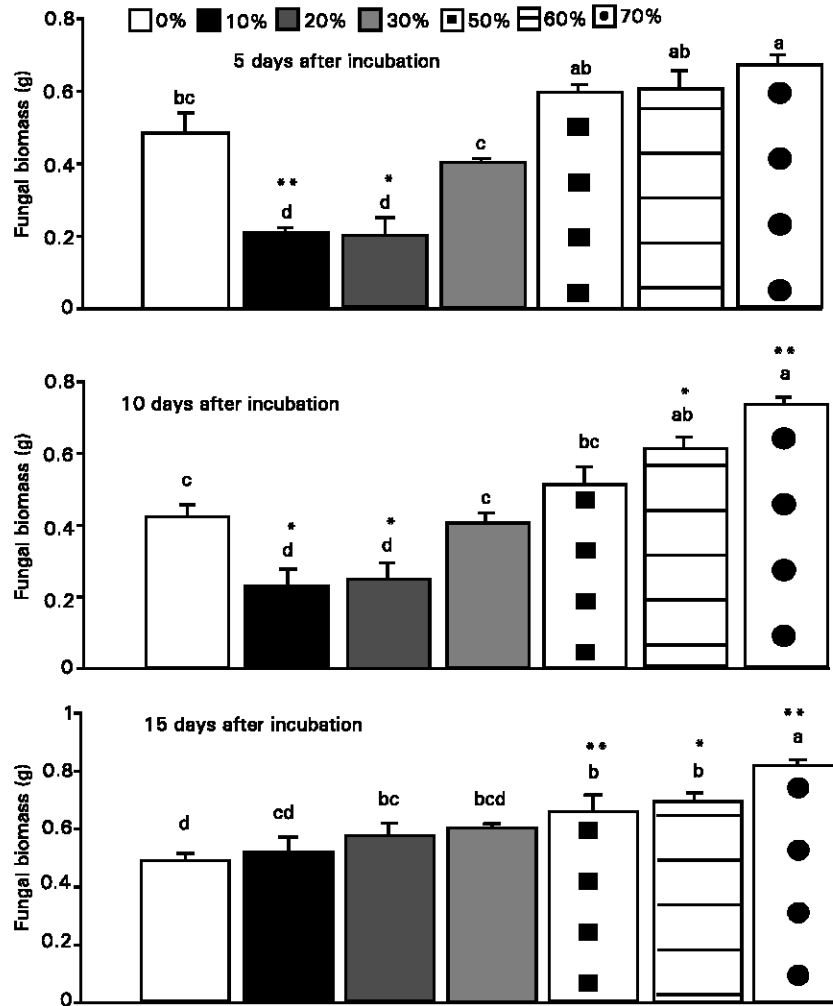 0% 10% 20% 30% 50% 60% 70%
0.8
5 days after incubation
a
ab
ab
0.6
bc
c
0.4
**
*
d
d
0.2
0
Fungal biomass (g)
0.8
**
a
10 days after incubation
*
ab
0.6
bc
c
c
0.4
*
*
d
d
0.2
0
Fungal biomass (g)
1
15 days after incubation
**
a
**
*
b
b
0.8
bc
bcd
cd
d
0.6
0.4
0.2
0
Fungal biomass (g)